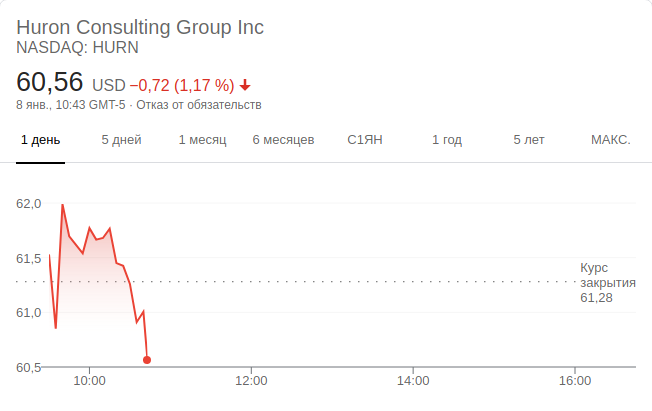 Huron Consulting Group Inc
NASDAQ: HURN
60,56 USD −0,72 (1,17 %)
8 янв., 10:43 GMT-5 · Отказ от обязательств
1 день 5 дней 1 месяц 6 месяцев С1ЯН 1 год 5 лет МАКС.
62,0
61,5
61,0
60,5
Курс
закрытия
61,28
10:00 12:00 14:00 16:00